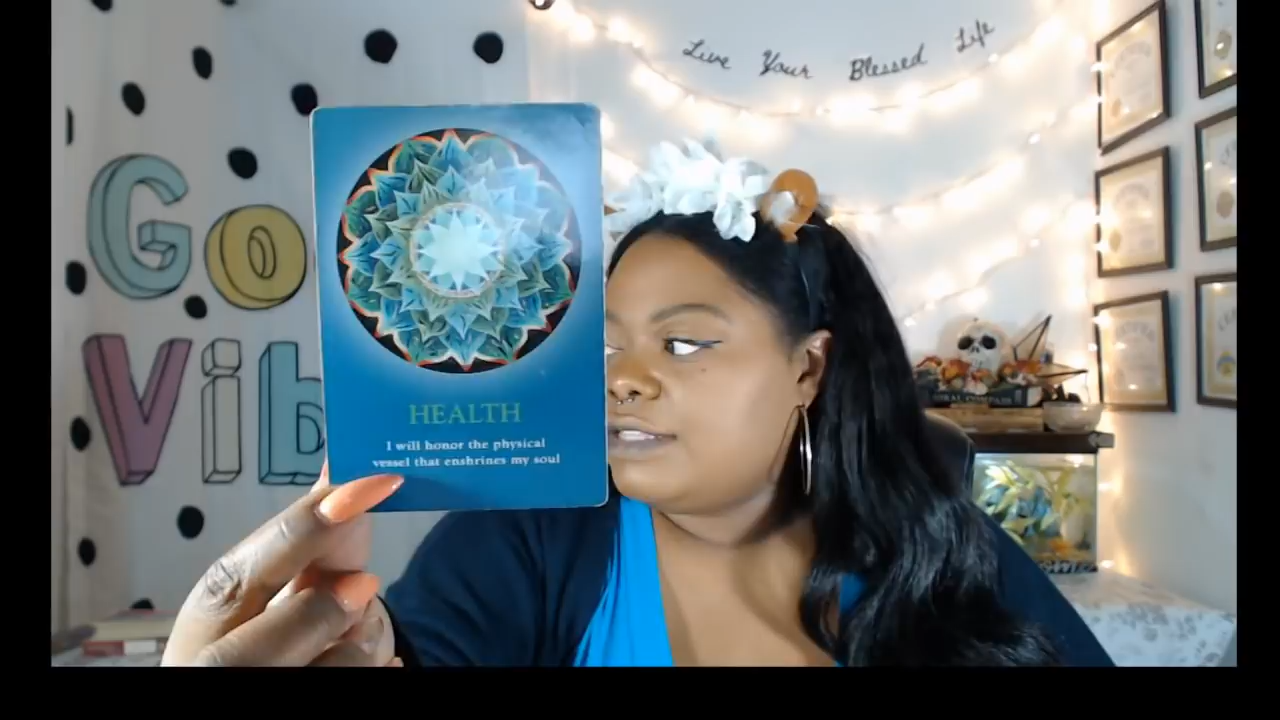 Live Your Blessed Life
Go
Vib
HEALTH
I will honor the physical
vessel that enshrines my soul